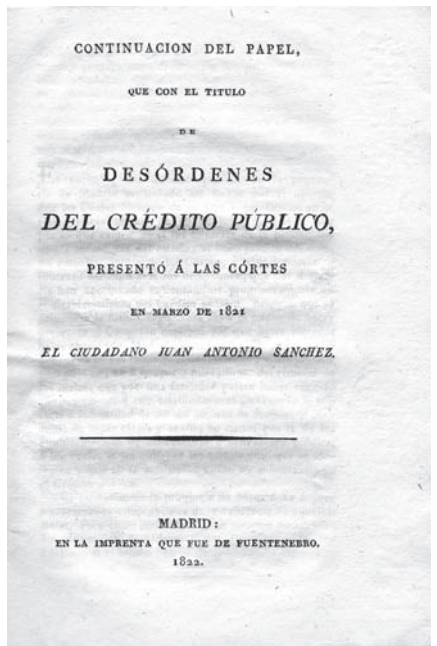 CONTINUACION DEL PAPEL,
QUE CON EL TITULO
DE
DESÓRDENES
DEL CRÉDITO PÚBLICO,
PRESENTÓ Á LAS CÓRTES
EN MARZO DE 1821
EL CIUDADANO JUAN ANTONIO SANCHEZ.
MADRID:
EN LA IMPRENTA QUE FUE DE FUENTENEBRO.
1822.